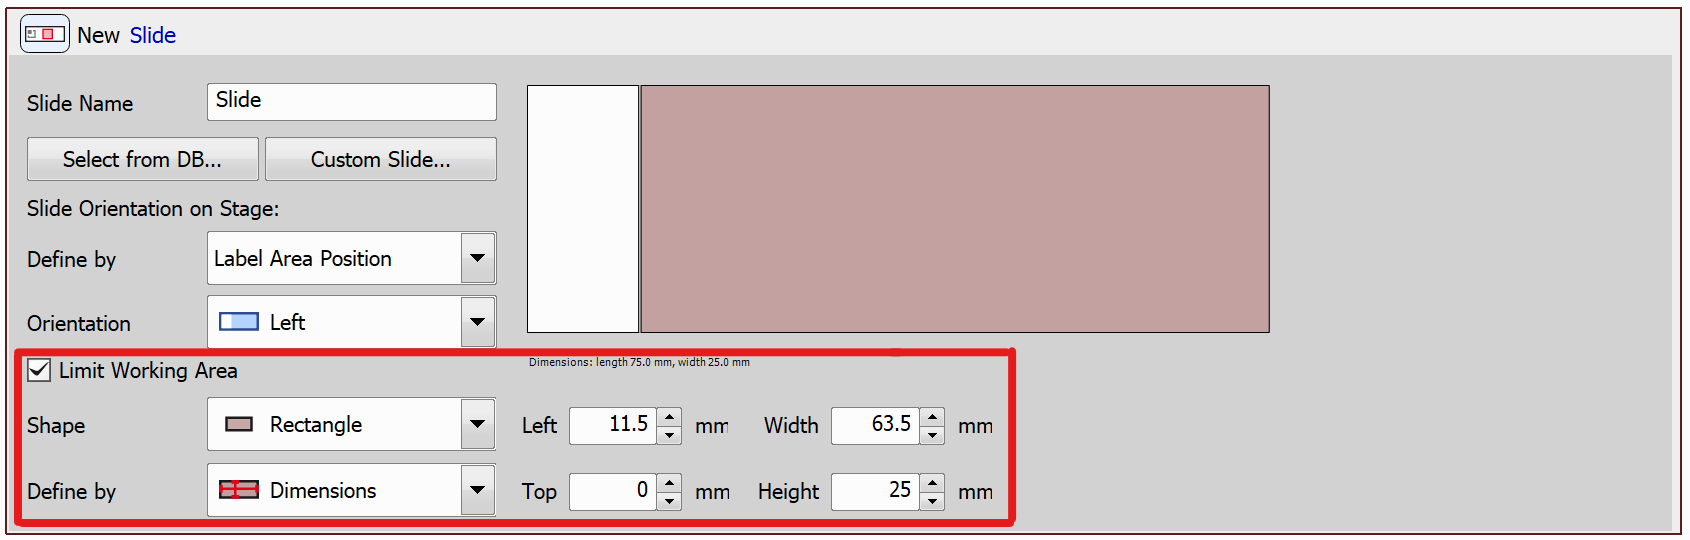 New Slide
Slide Name Slide
Select from DB... Custom Slide...
Slide Orientation on Stage:
Define by Label Area Position
Orientation Left
Dimensions: length 75.0 mm, width 25.0 mm
Limit Working Area
Shape Rectangle Left 11.5 mm Width 63.5 mm
Define by Dimensions Top 0 mm Height 25 mm